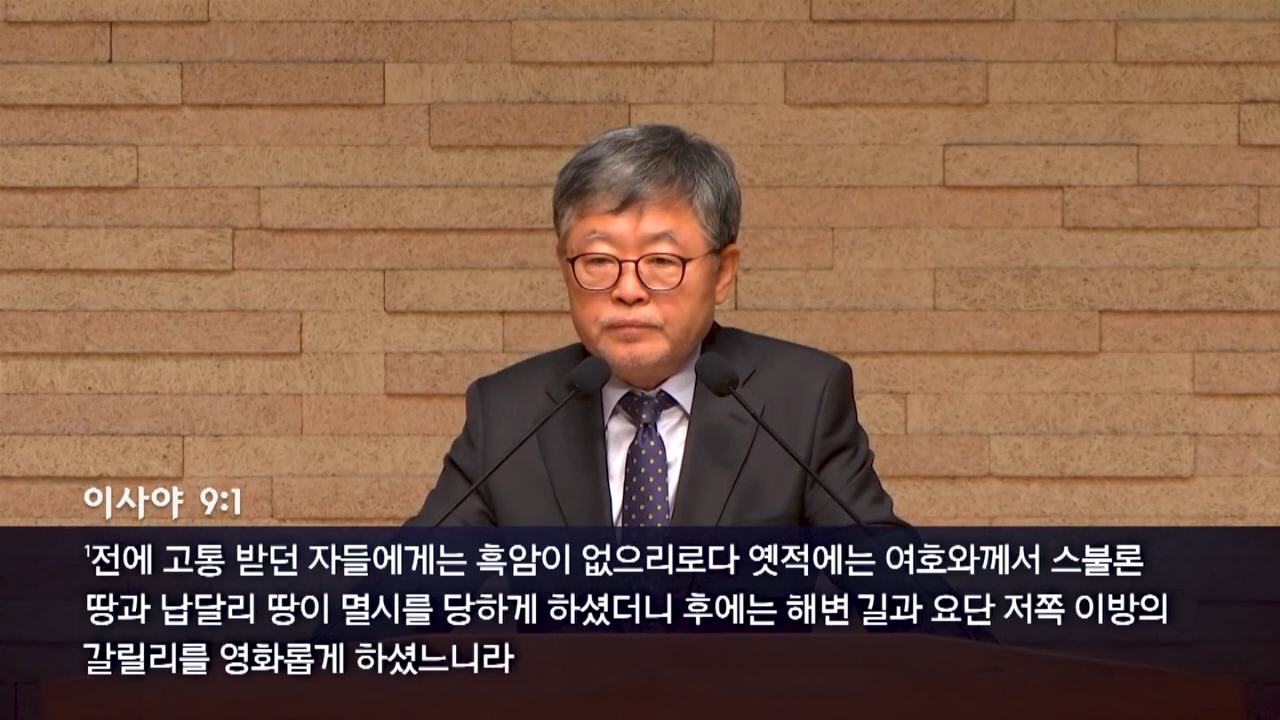 이사야 9:1
¹전에 고통 받던 자들에게는 흑암이 없으리로다 옛적에는 여호와께서 스불론
땅과 납달리 땅이 멸시를 당하게 하셨더니 후에는 해변 길과 요단 저쪽 이방의
갈릴리를 영화롭게 하셨느니라